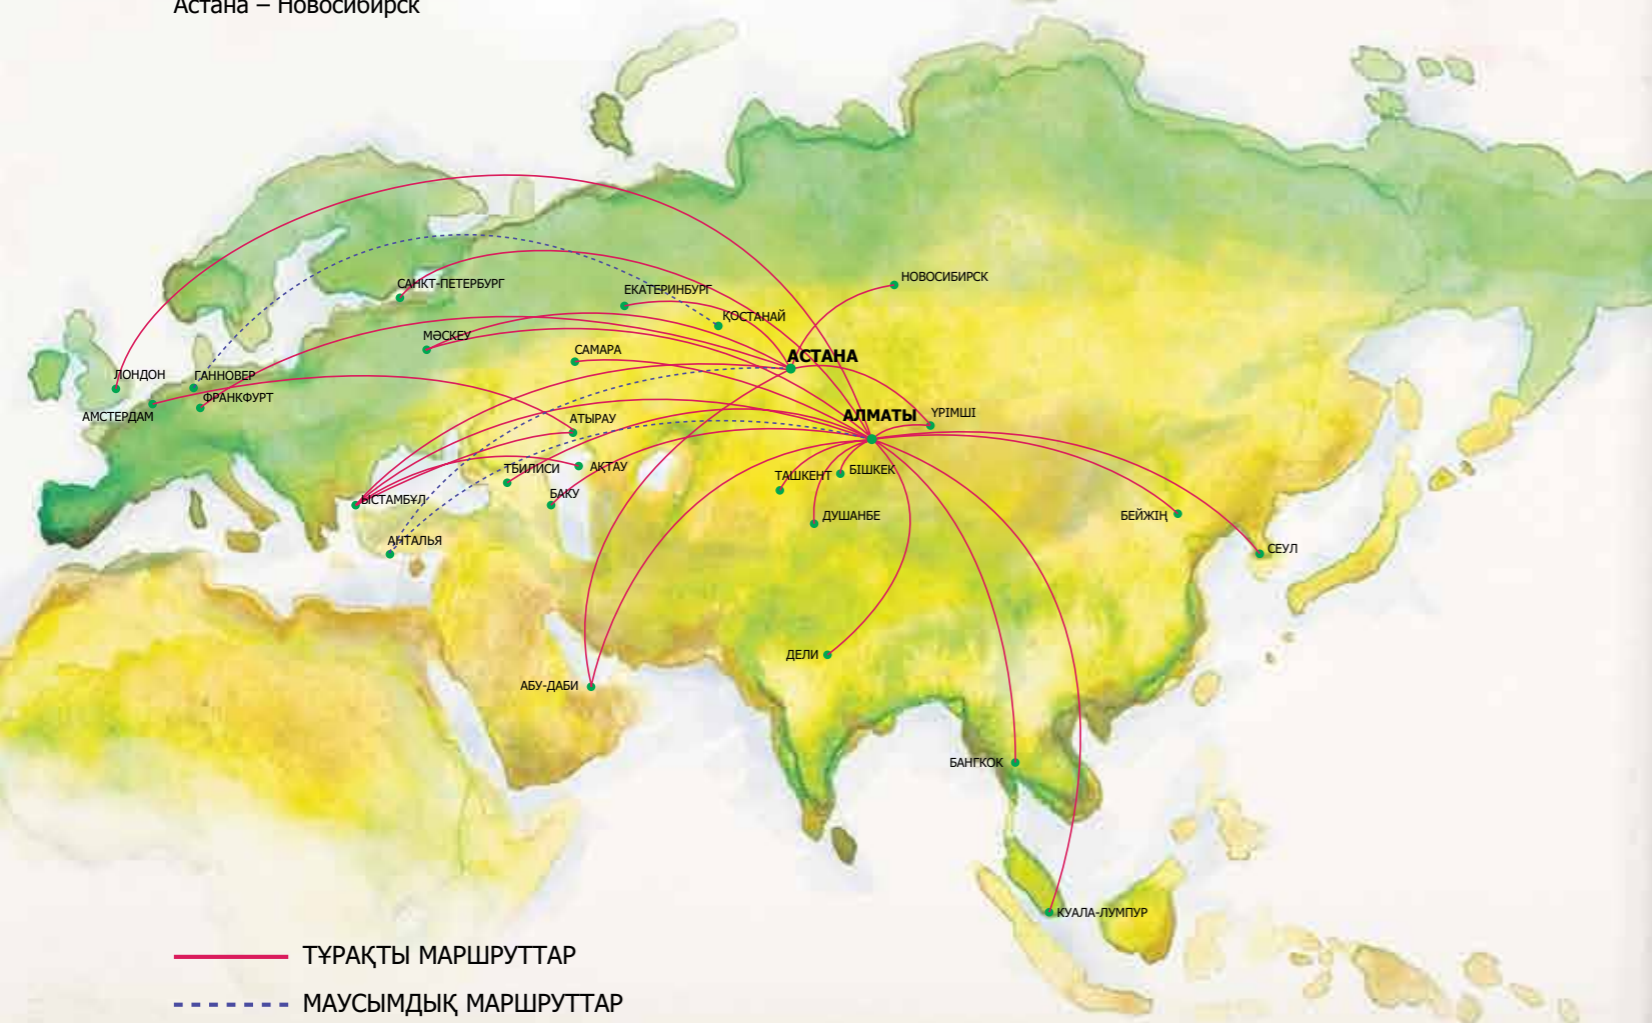 Астана – Новосибирск
НОВОСИБИРСК
САНКТ-ПЕТЕРБУРГ
ЕКАТЕРИНБУРГ
ҚОСТАНАЙ
МӘСКЕУ
САМАРА
АСТАНА
ЛОНДОН
ГАННОВЕР
ФРАНКФУРТ
АМСТЕРДАМ
АЛМАТЫ
ҮРІМШІ
АТЫРАУ
ТБИЛИСИ
АҚТАУ
ТАШКЕНТ
БІШКЕК
ЫСТАМБҰЛ
БАКУ
ДУШАНБЕ
БЕЙЖІҢ
АНТАЛЬЯ
СЕУЛ
ДЕЛИ
АБУ-ДАБИ
БАНГКОК
КУАЛА-ЛУМПУР
ТҰРАҚТЫ МАРШРУТТАР
МАУСЫМДЫҚ МАРШРУТТАР